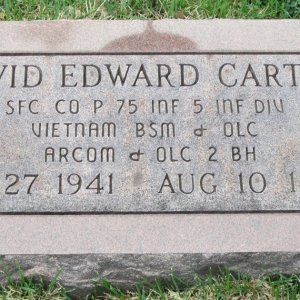 VID EDWARD CART
SFC CO P 75 INF 5 INF DIV
VIETNAM BSM & OLC
ARCOM & OLC 2 BH
27 1941 AUG 10 1